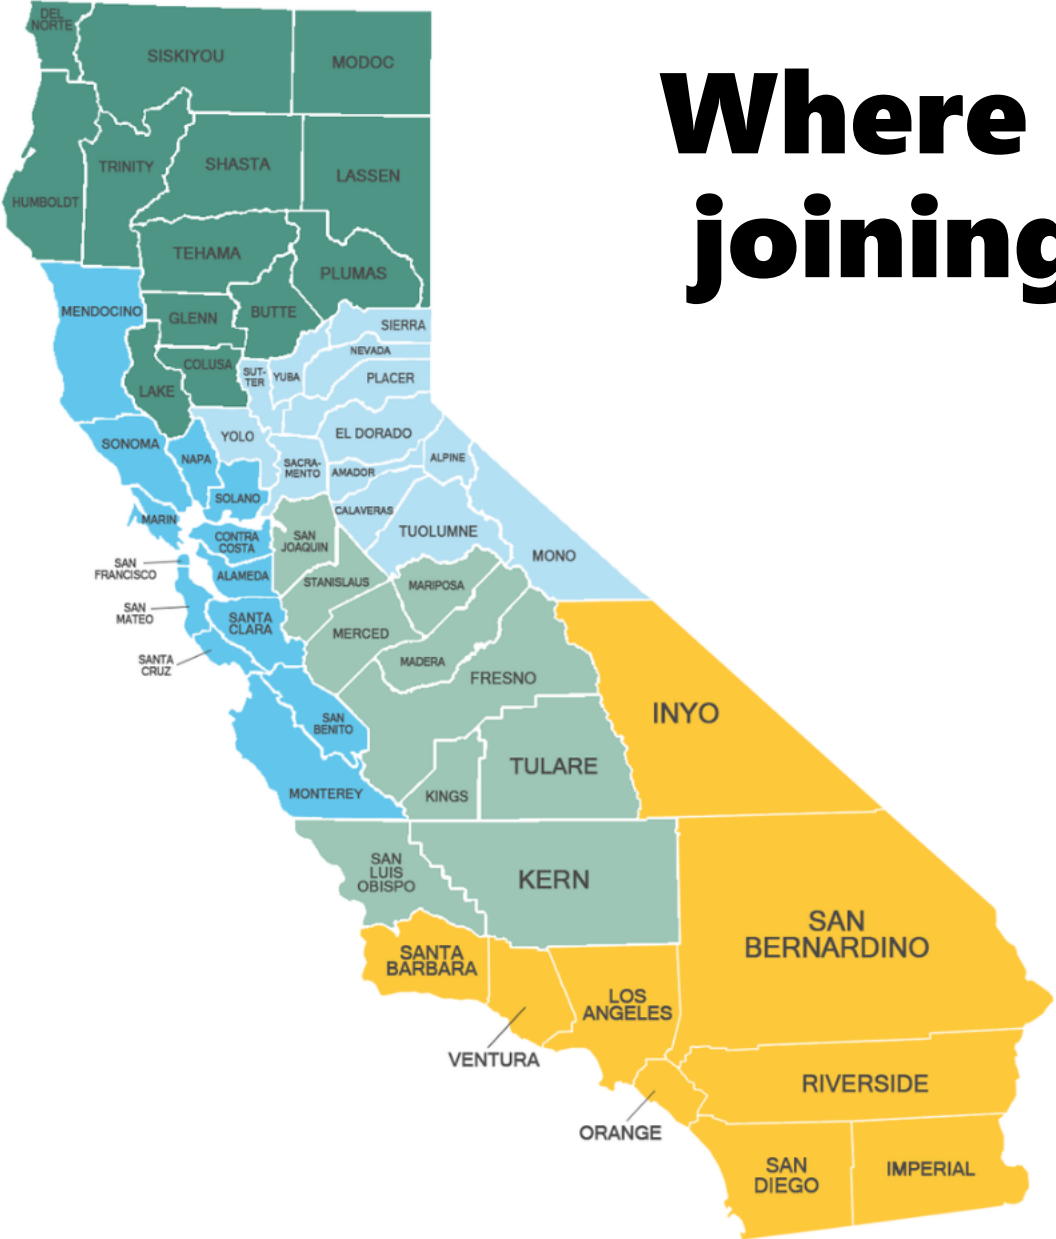 DEL
NORTE
SISKIYOU
MODOC
Where
joining
TRINITY
SHASTA
LASSEN
HUMBOLDT
TEHAMA
PLUMAS
MENDOCINO
GLENN
BUTTE
SIERRA
NEVADA
COLUSA
SUT-
TER
YUBA
PLACER
LAKE
YOLO
EL DORADO
SONOMA
NAPA
SACRA-
MENTO
AMADOR
ALPINE
SOLANO
CALAVERAS
MARIN
TUOLUMNE
CONTRA
COSTA
SAN
JOAQUIN
MONO
SAN
FRANCISCO
ALAMEDA
STANISLAUS
MARIPOSA
SAN
MATEO
SANTA
CLARA
MERCED
SANTA
CRUZ
MADERA
FRESNO
INYO
SAN
BENITO
TULARE
MONTEREY
KINGS
SAN
LUIS
OBISPO
KERN
SAN
BERNARDINO
SANTA
BARBARA
LOS
ANGELES
VENTURA
RIVERSIDE
ORANGE
SAN
DIEGO
IMPERIAL